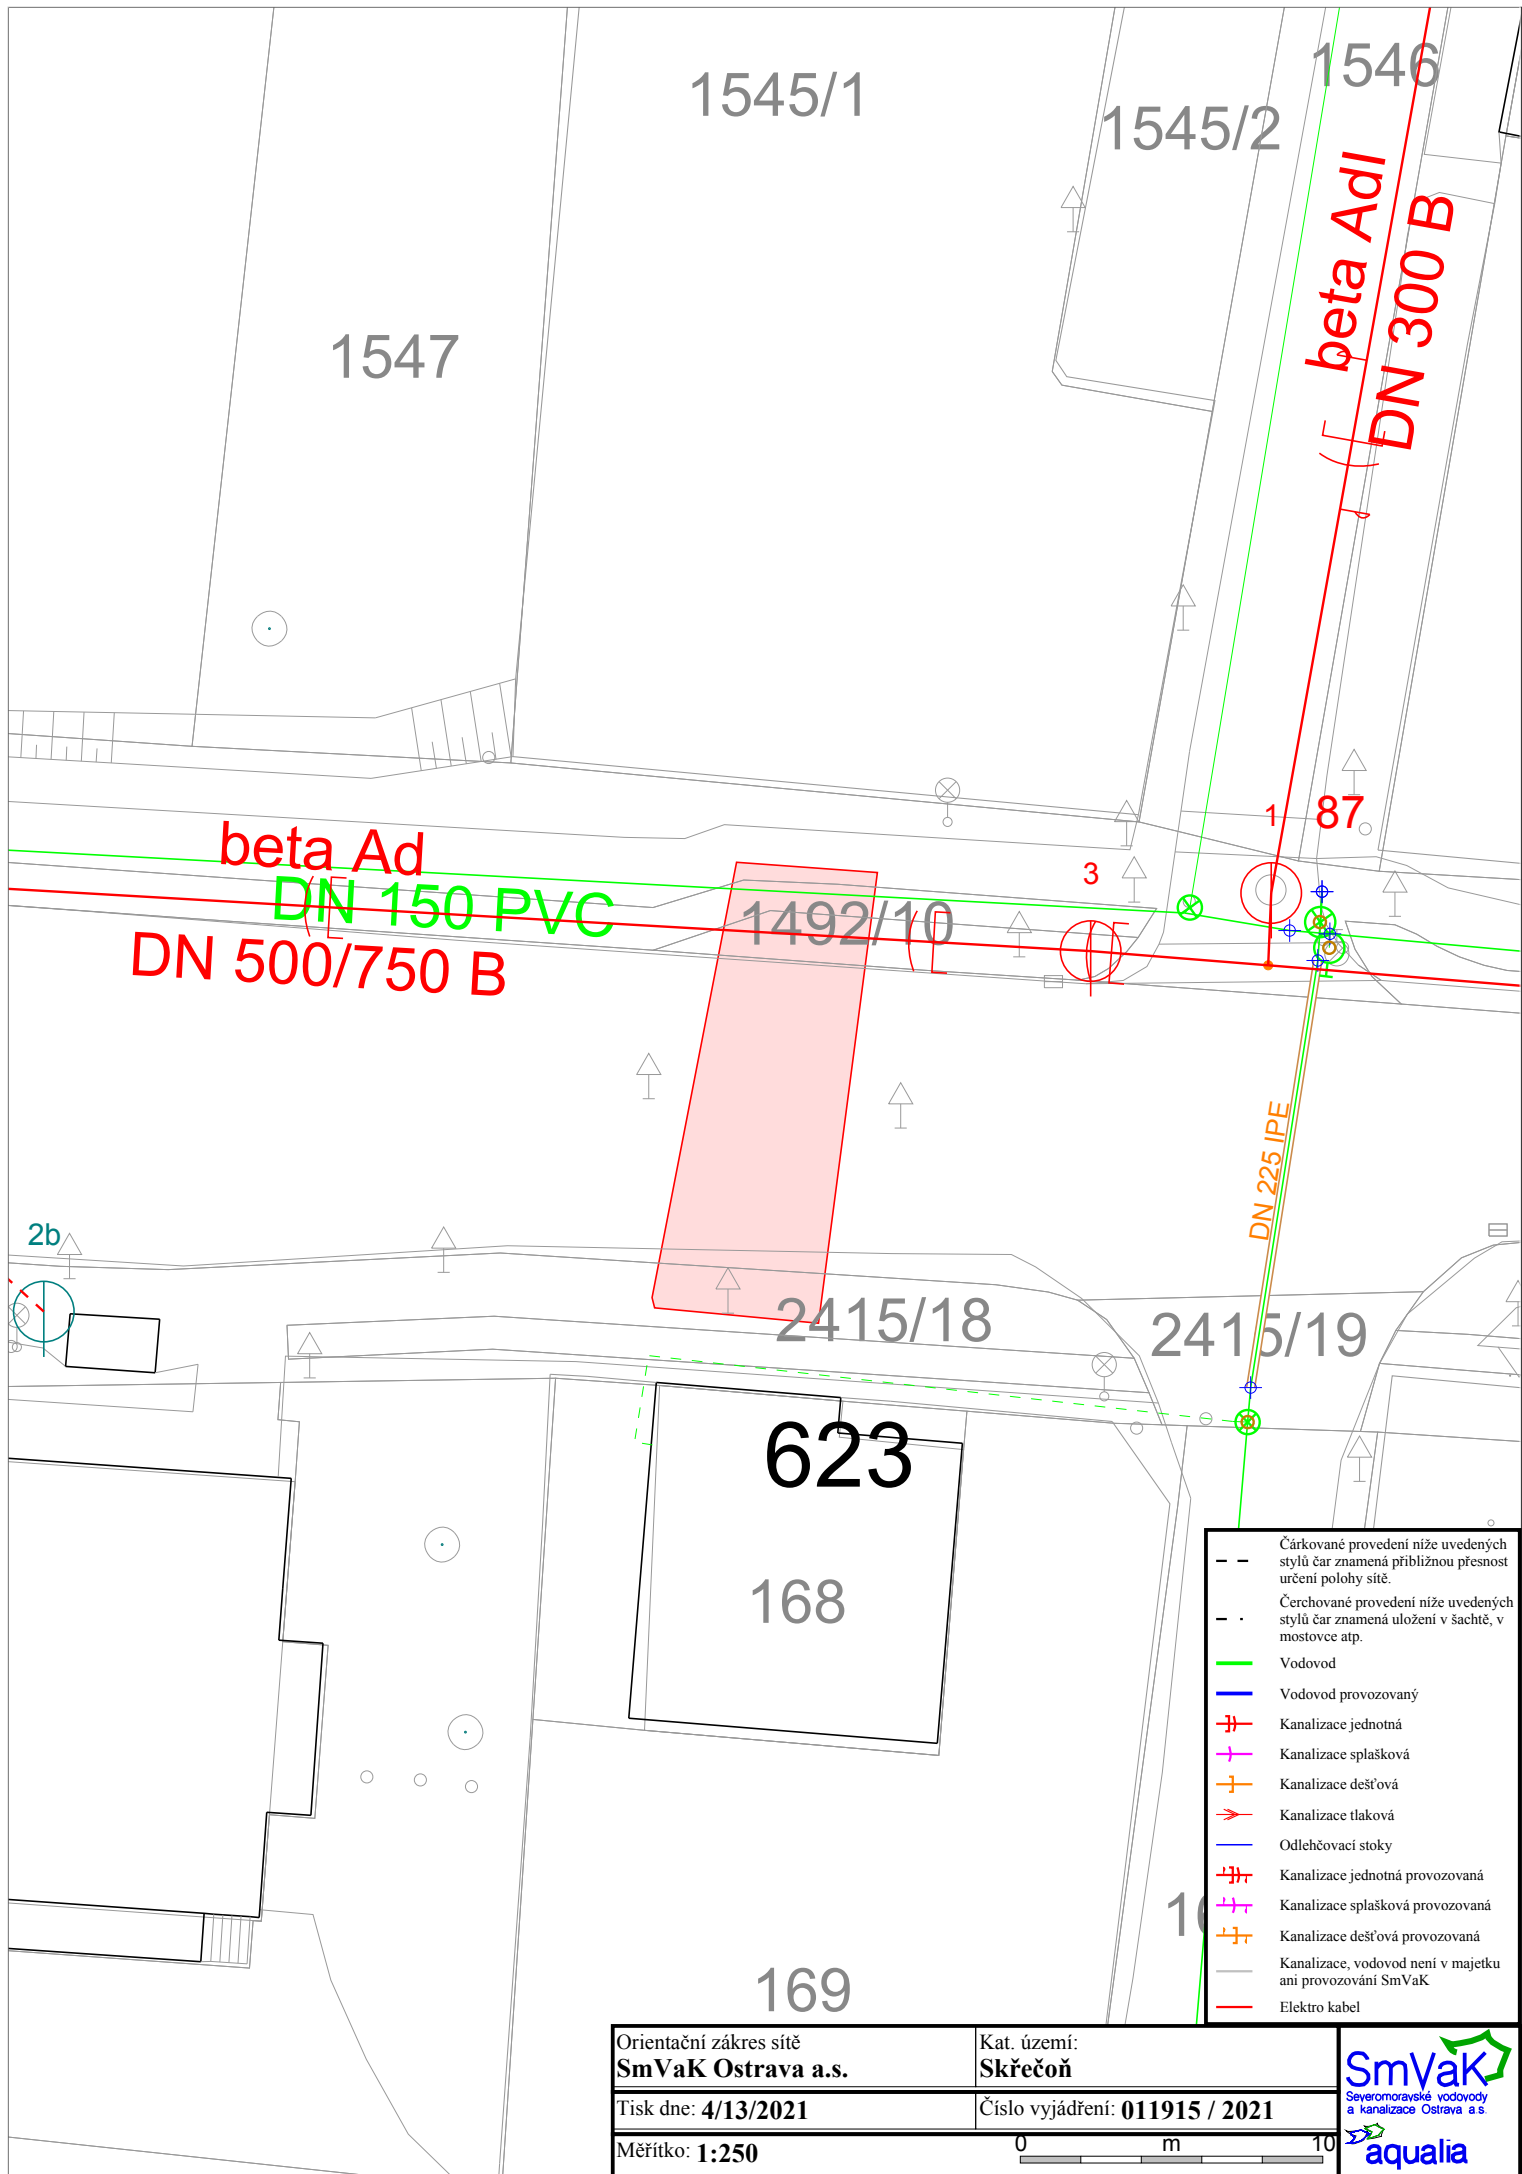 1545/1
1546
1545/2
beta AdI
DN 300 B
1547
1
87
beta Ad
3
DN 150 PVC
1492/10
DN 500/750 B
DN 225 IPE
2b
2415/18
2415/19
623
168
169
Čárkované provedení níže uvedených
stylů čar znamená přibližnou přesnost
určení polohy sítě.
Čerchované provedení níže uvedených
stylů čar znamená uložení v šachtě, v
mostovce atp.
Vodovod
Vodovod provozovaný
Kanalizace jednotná
Kanalizace splašková
Kanalizace dešťová
Kanalizace tlaková
Odlehčovací stoky
Kanalizace jednotná provozovaná
Kanalizace splašková provozovaná
Kanalizace dešťová provozovaná
Kanalizace, vodovod není v majetku
ani provozování SmVaK
Elektro kabel
Orientační zákres sítě
SmVaK Ostrava a.s.
Kat. území:
Skřečoň
Tisk dne: 4/13/2021
Číslo vyjádření: 011915 / 2021
Měřítko: 1:250
0 m 10
SmVaK
Severomoravské vodovody
a kanalizace Ostrava a.s.
aqualia